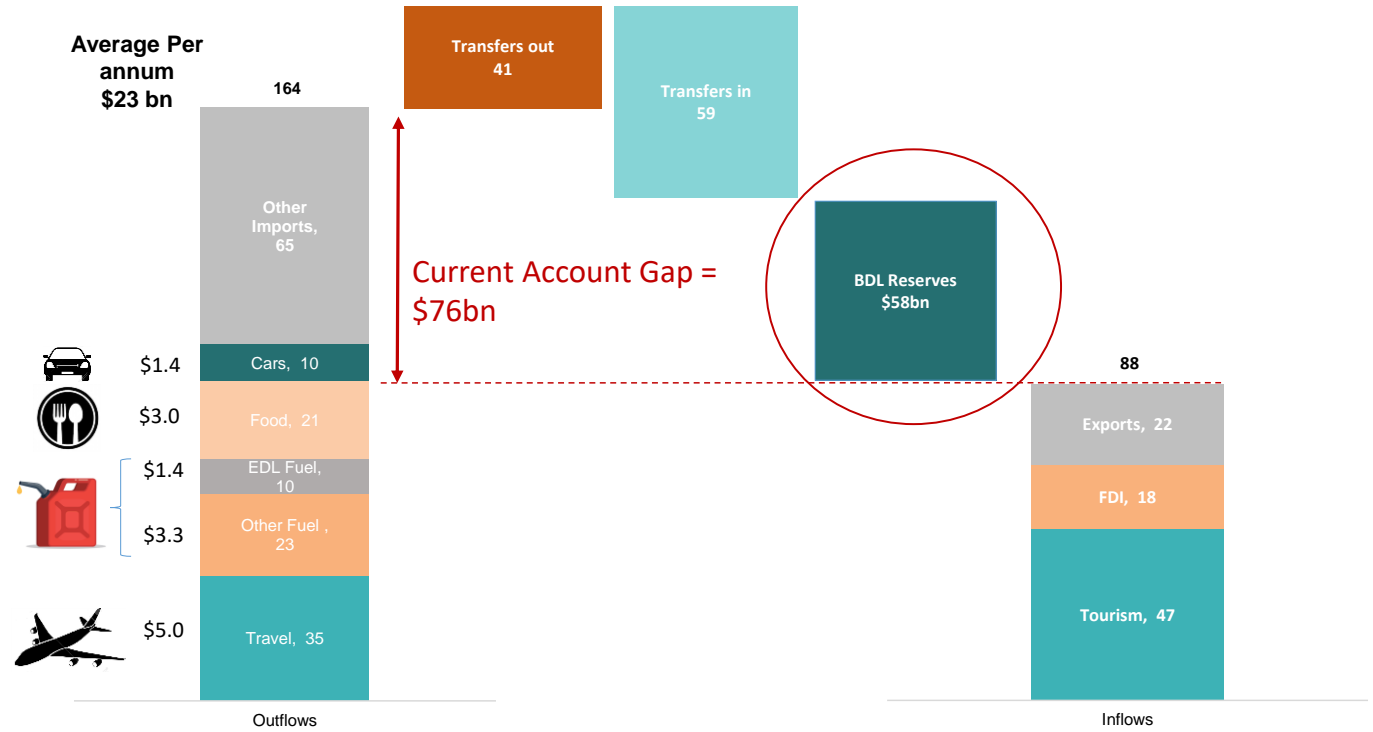 Average Per
annum
$23 bn
164
Other
Imports,
65
$1.4
Cars, 10
$3.0
Food, 21
$1.4
EDL Fuel,
10
$3.3
Other Fuel ,
23
$5.0
Travel, 35
Outflows
Transfers out
41
Transfers in
59
Current Account Gap =
$76bn
BDL Reserves
$58bn
88
Exports, 22
FDI, 18
Tourism, 47
Inflows